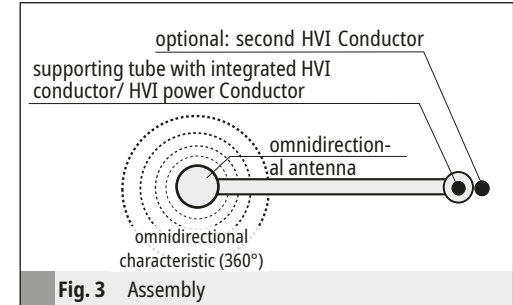 optional: second HVI Conductor
supporting tube with integrated HVI
conductor/ HVI power Conductor
omnidirection-
al antenna
omnidirectional
characteristic (360°)
Fig. 3 Assembly